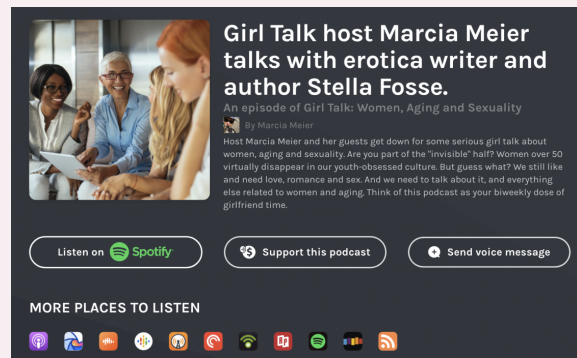 Girl Talk host Marcia Meier
talks with erotica writer and
author Stella Fosse.
An episode of Girl Talk: Women, Aging and Sexuality
By Marcia Meier
Host Marcia Meier and her guests get down for some serious girl talk about
women, aging and sexuality. Are you part of the "invisible" half? Women over 50
virtually disappear in our youth-obsessed culture. But guess what? We still like
and need love, romance and sex. And we need to talk about it, and everything
else related to women and aging. Think of this podcast as your biweekly dose of
girlfriend time.
Listen on Spotify
Support this podcast
Send voice message
MORE PLACES TO LISTEN